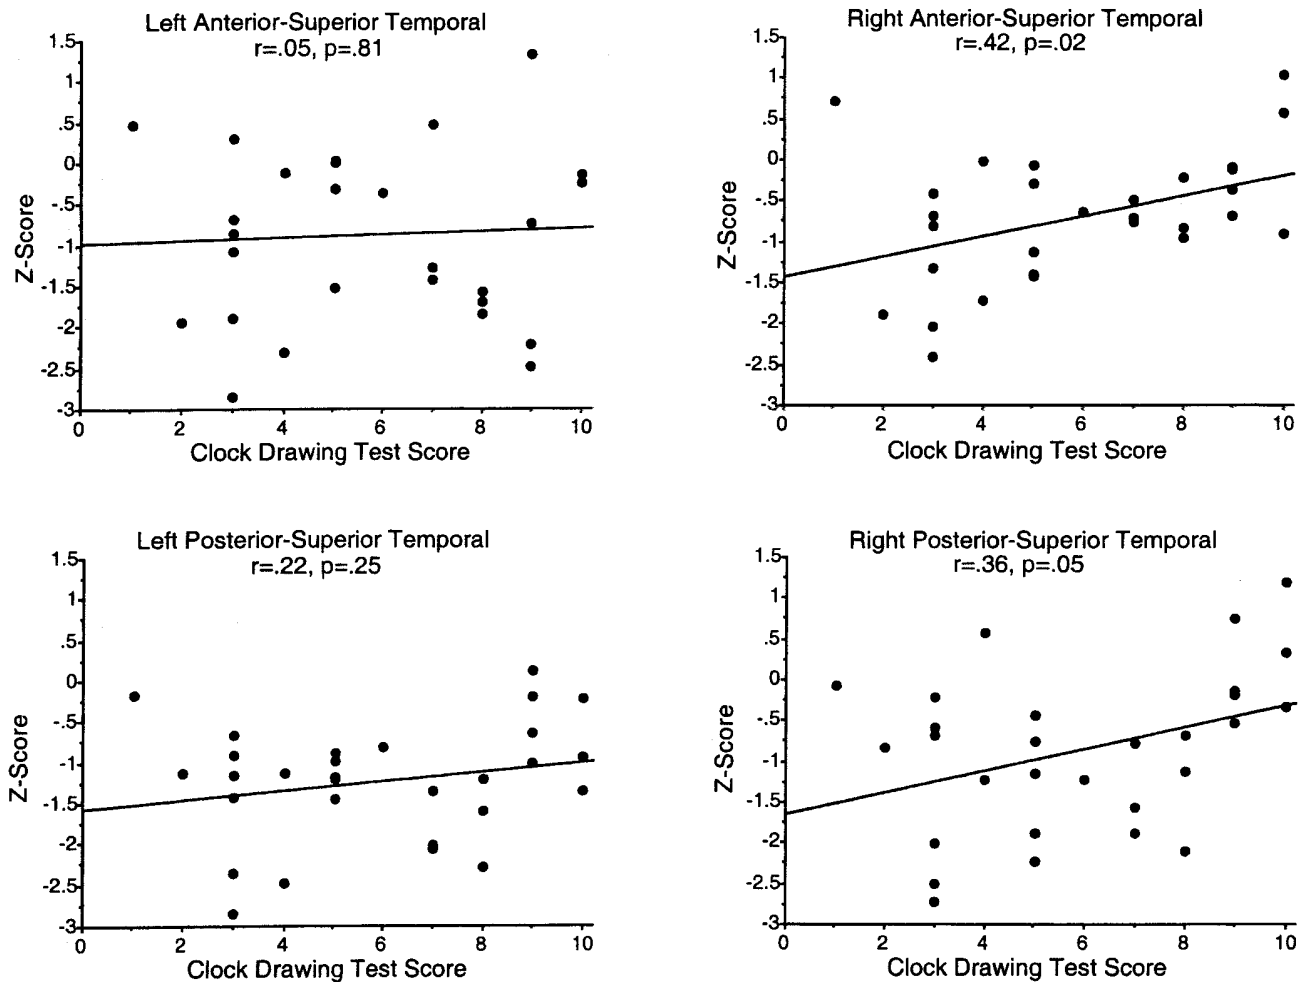 Left Anterior-Superior Temporal
r=.05, p=.81
1.5
1
.5
0
-.5
-1
-1.5
-2
-2.5
-3
Z-Score
0 2 4 6 8 10
Clock Drawing Test Score
Right Anterior-Superior Temporal
r=.42, p=.02
1.5
1
.5
0
-.5
-1
-1.5
-2
-2.5
-3
Z-Score
0 2 4 6 8 10
Clock Drawing Test Score
Left Posterior-Superior Temporal
r=.22, p=.25
1.5
1
.5
0
-.5
-1
-1.5
-2
-2.5
-3
Z-Score
0 2 4 6 8 10
Clock Drawing Test Score
Right Posterior-Superior Temporal
r=.36, p=.05
1.5
1
.5
0
-.5
-1
-1.5
-2
-2.5
-3
Z-Score
0 2 4 6 8 10
Clock Drawing Test Score